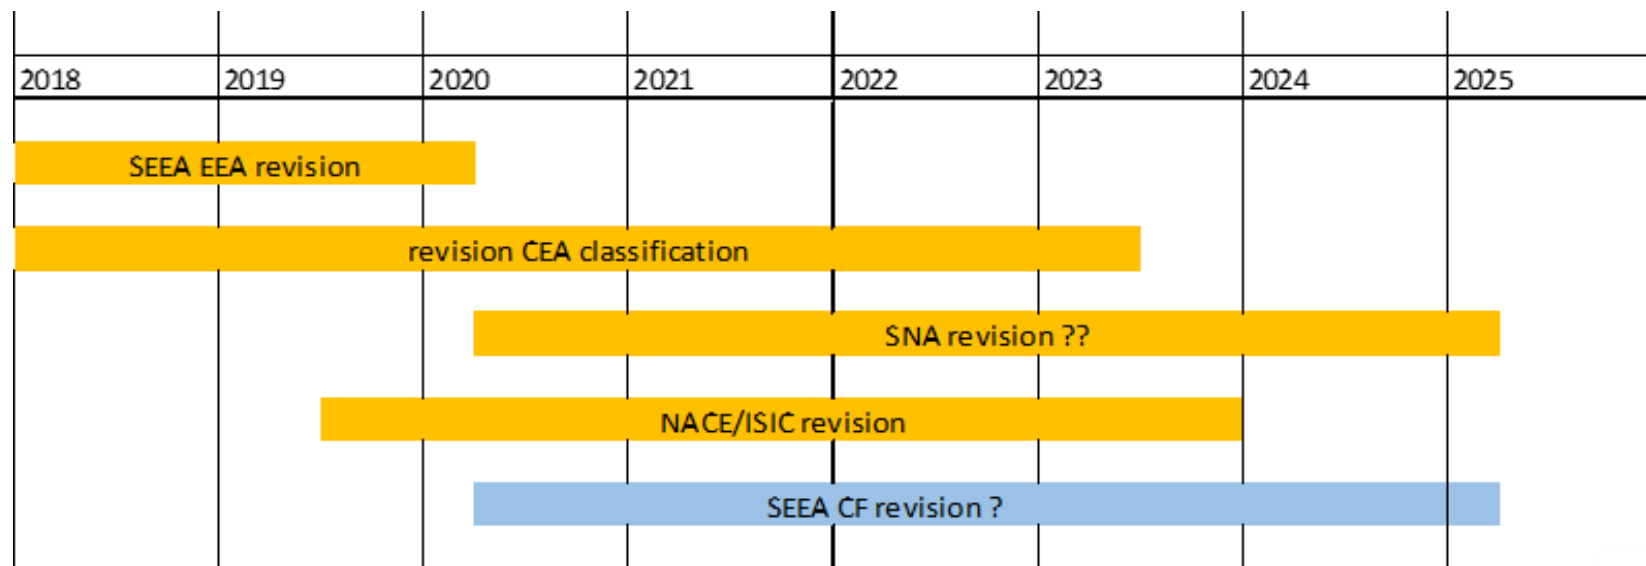 2018 2019 2020 2021 2022 2023 2024 2025
SEEA EEA revision
revision CEA classification
SNA revision ??
NACE/ISIC revision
SEEA CF revision ?